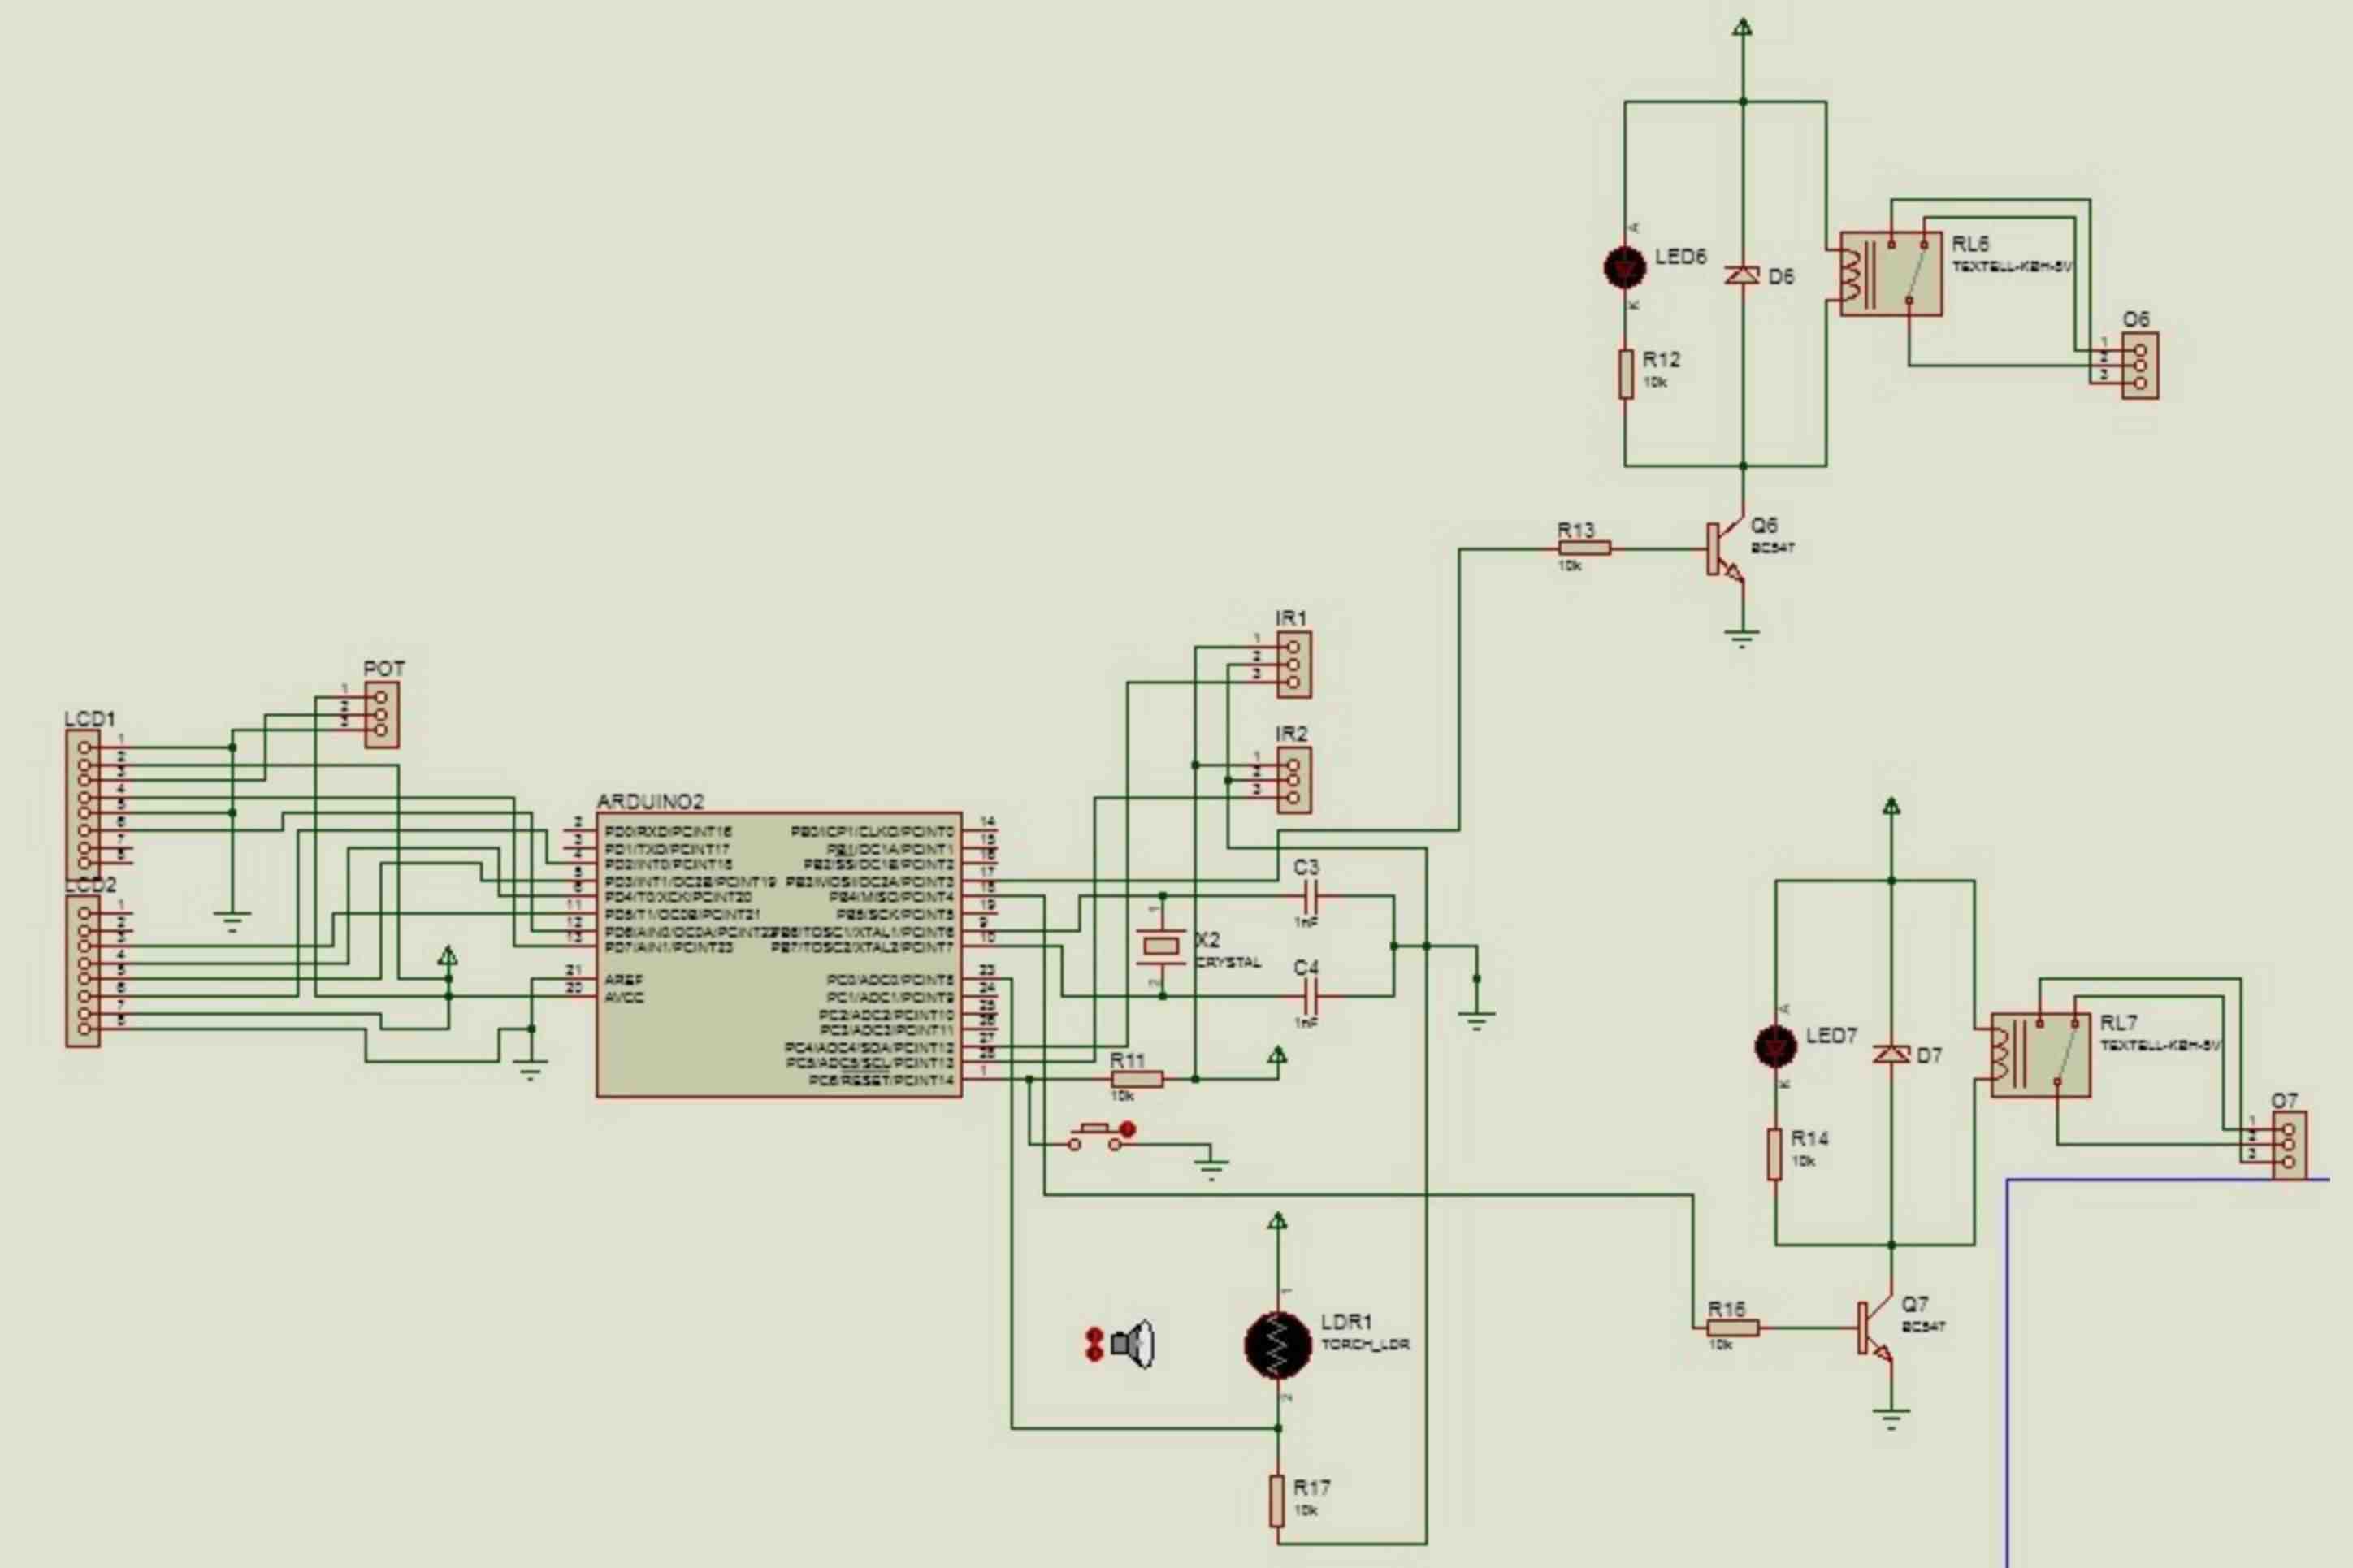 LED6
A
K
D6
RL6
TEXTELL-KBH-5V
O6
1
2
3
R12
10k
R13
10k
Q6
BC547
IR1
1
2
3
IR2
1
2
3
POT
1
2
3
LCD1
1
2
3
4
5
6
7
8
LCD2
1
2
3
4
5
6
7
8
ARDUINO2
2 PD0/RXD/PCINT16
3 PD1/TXD/PCINT17
4 PD2/INT0/PCINT18
5 PD3/INT1/OC2B/PCINT19
6 PD4/T0/XCK/PCINT20
11 PD5/T1/OC0B/PCINT21
12 PD6/AIN0/OC0A/PCINT22
13 PD7/AIN1/PCINT23
21 AREF
20 AVCC
PB0/ICP1/CLKO/PCINT0 14
PB1/OC1A/PCINT1 15
PB2/SS/OC1B/PCINT2 16
PB3/MOSI/OC2A/PCINT3 17
PB4/MISO/PCINT4 18
PB5/SCK/PCINT5 19
PB6/TOSC1/XTAL1/PCINT6 9
PB7/TOSC2/XTAL2/PCINT7 10
PC0/ADC0/PCINT8 23
PC1/ADC1/PCINT9 24
PC2/ADC2/PCINT10 25
PC3/ADC3/PCINT11 26
PC4/ADC4/SDA/PCINT12 27
PC5/ADC5/SCL/PCINT13 28
PC6/RESET/PCINT14 1
C3
1nF
X2
CRYSTAL
1
2
C4
1nF
R11
10k
LED7
A
K
D7
RL7
TEXTELL-KBH-5V
O7
1
2
3
R14
10k
R16
10k
Q7
BC547
LDR1
TORCH_LDR
1
2
R17
10k